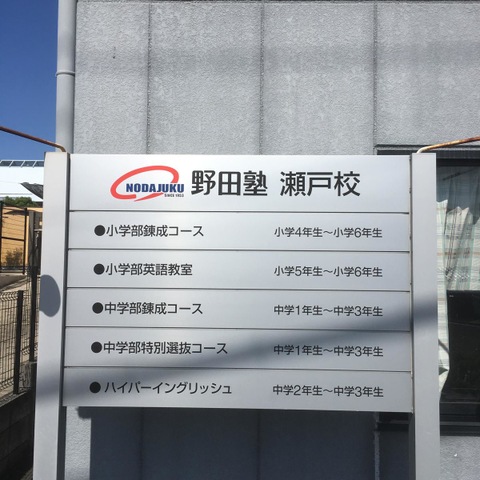 NODAJUKU
SINCE 1953
野田塾 瀬戸校
●小学部錬成コース 小学4年生～小学6年生
●小学部英語教室 小学5年生～小学6年生
●中学部錬成コース 中学1年生～中学3年生
●中学部特別選抜コース 中学1年生～中学3年生
●ハイパーイングリッシュ 中学2年生～中学3年生